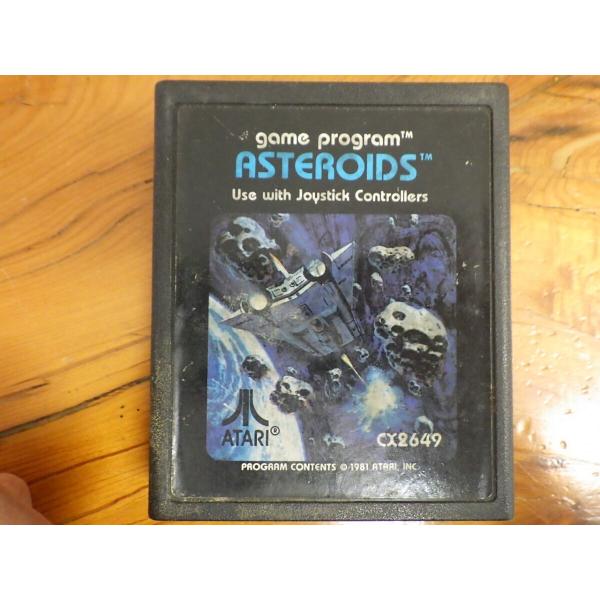 game program™
ASTEROIDS™
Use with Joystick Controllers
ATARI®
CX2649
PROGRAM CONTENTS © 1981 ATARI, INC.